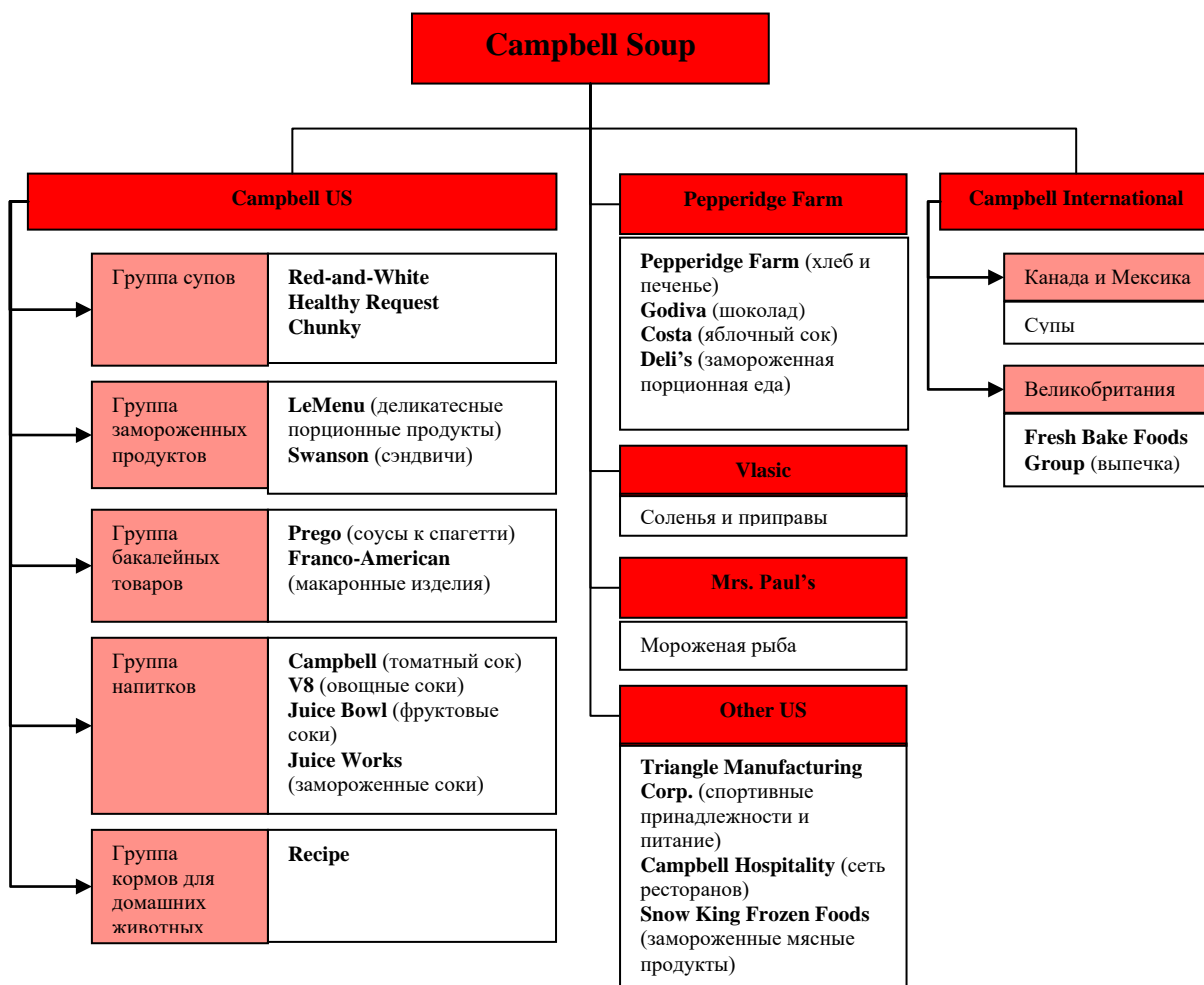 Campbell Soup
Campbell US
Группа супов
Red-and-White
Healthy Request
Chunky
Группа
замороженных
продуктов
LeMenu (деликатесные
порционные продукты)
Swanson (сэндвичи)
Группа
бакалейных
товаров
Prego (соусы к спагетти)
Franco-American
(макаронные изделия)
Группа
напитков
Campbell (томатный сок)
V8 (овощные соки)
Juice Bowl (фруктовые
соки)
Juice Works
(замороженные соки)
Группа
кормов для
домашних
животных
Recipe
Pepperidge Farm
Pepperidge Farm (хлеб и
печенье)
Godiva (шоколад)
Costa (яблочный сок)
Deli’s (замороженная
порционная еда)
Vlasic
Соленья и приправы
Mrs. Paul’s
Мороженая рыба
Other US
Triangle Manufacturing
Corp. (спортивные
принадлежности и
питание)
Campbell Hospitality (сеть
ресторанов)
Snow King Frozen Foods
(замороженные мясные
продукты)
Campbell International
Канада и Мексика
Супы
Великобритания
Fresh Bake Foods
Group (выпечка)